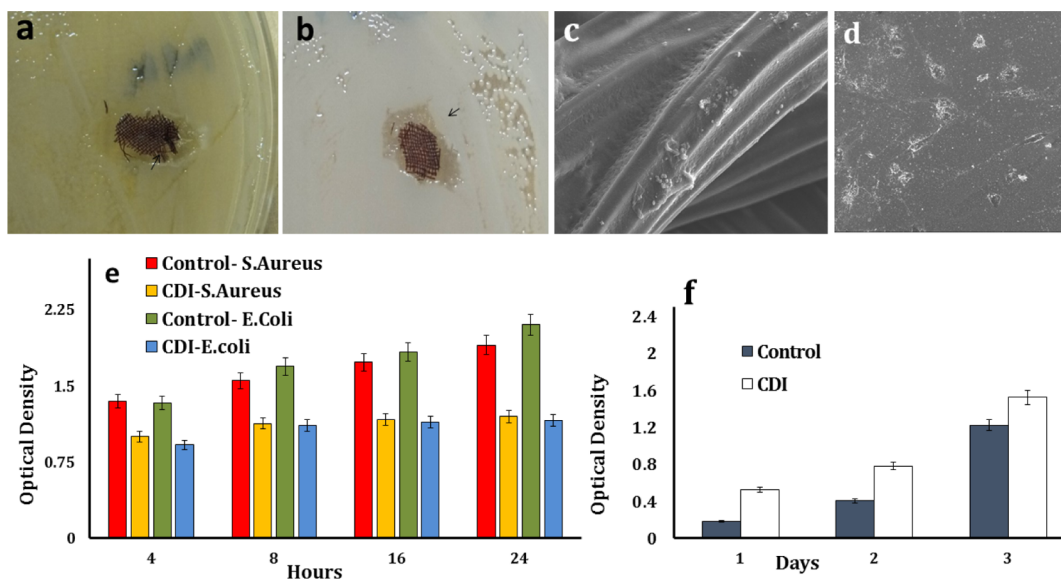 a
b
c
d
e
Control- S.Aureus
CDI-S.Aureus
Control- E.Coli
CDI-E.coli
Optical Density
2.25
1.5
0.75
0
4
8
16
24
Hours
f
Control
CDI
Optical Density
2.4
2
1.6
1.2
0.8
0.4
0
1
2
3
Days